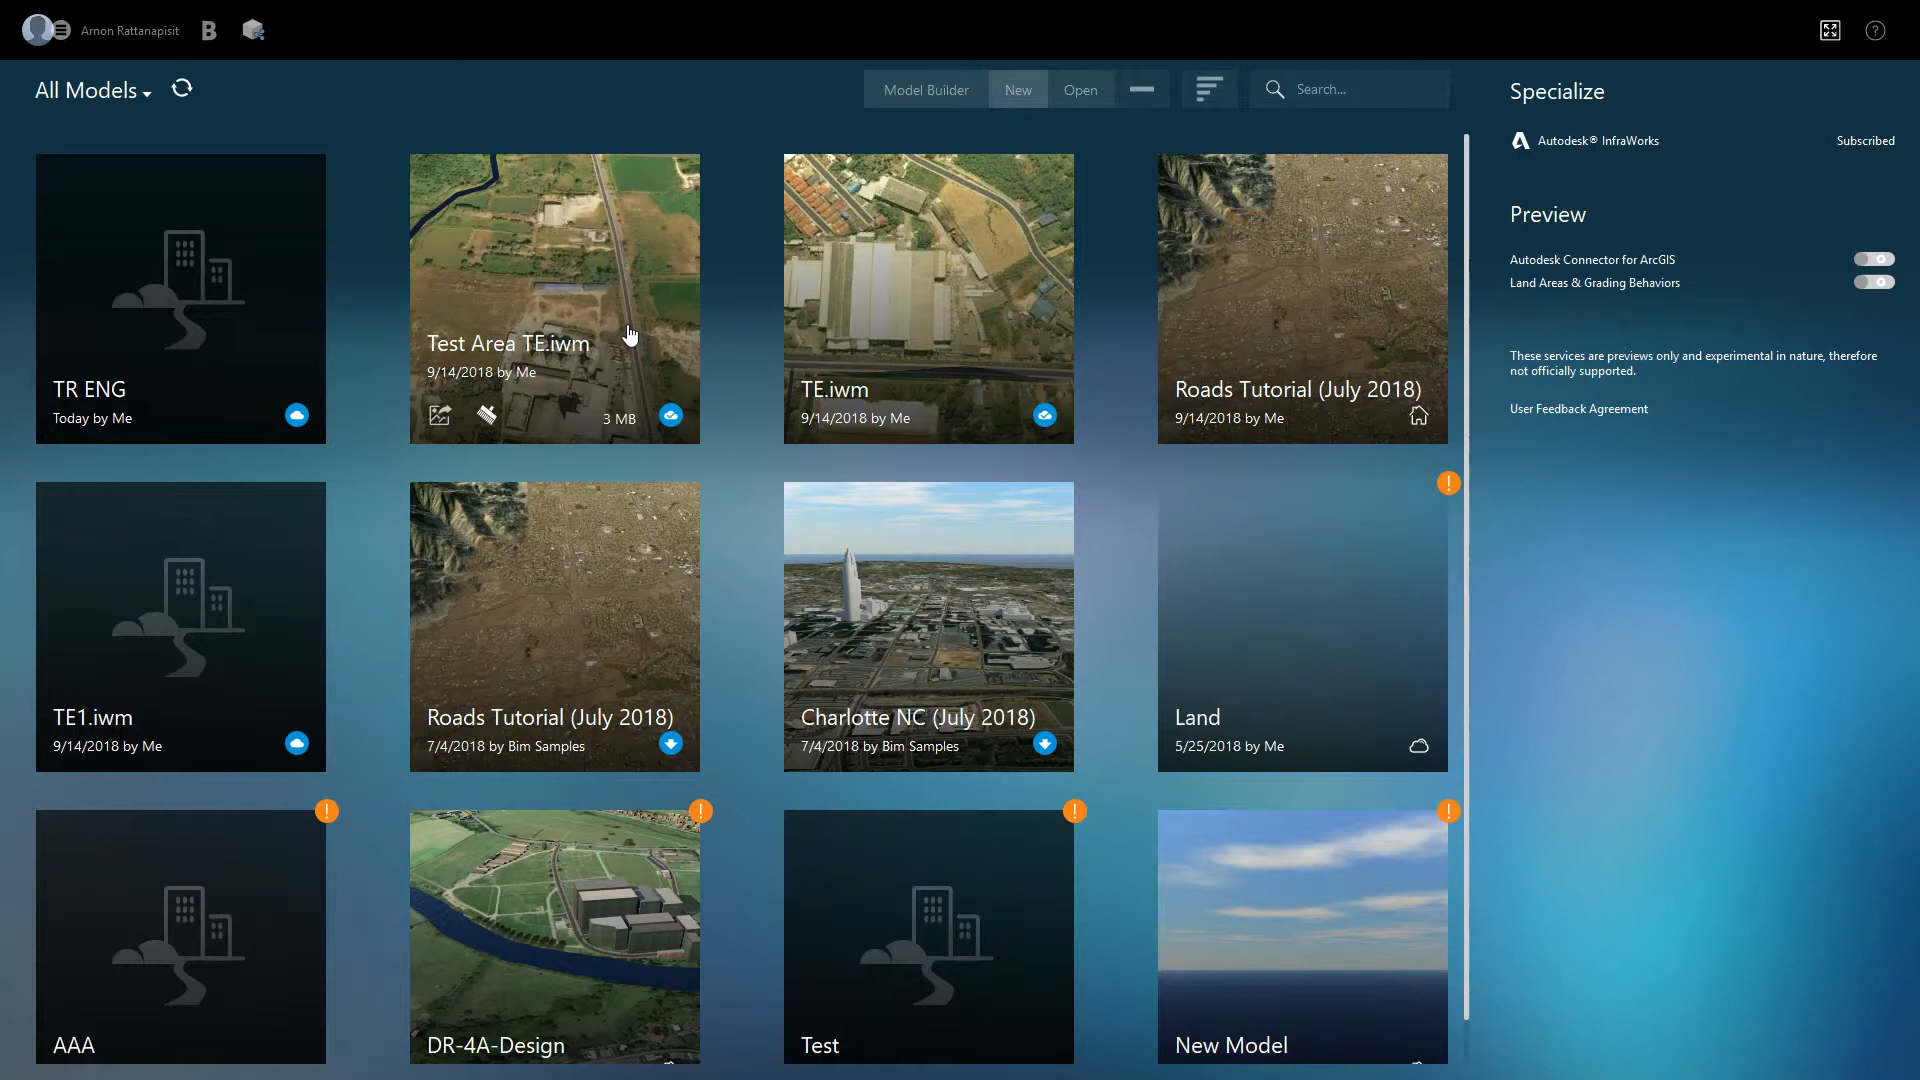 Arnon Rattanapisit
All Models
Model Builder
New
Open
Search...
Specialize
Autodesk® InfraWorks
Subscribed
Preview
Autodesk Connector for ArcGIS
Land Areas & Grading Behaviors
These services are previews only and experimental in nature, therefore
not officially supported.
User Feedback Agreement
TR ENG
Today by Me
Test Area TE.iwm
9/14/2018 by Me
3 MB
TE.iwm
9/14/2018 by Me
Roads Tutorial (July 2018)
9/14/2018 by Me
TE1.iwm
9/14/2018 by Me
Roads Tutorial (July 2018)
7/4/2018 by Bim Samples
Charlotte NC (July 2018)
7/4/2018 by Bim Samples
Land
5/25/2018 by Me
AAA
DR-4A-Design
Test
New Model